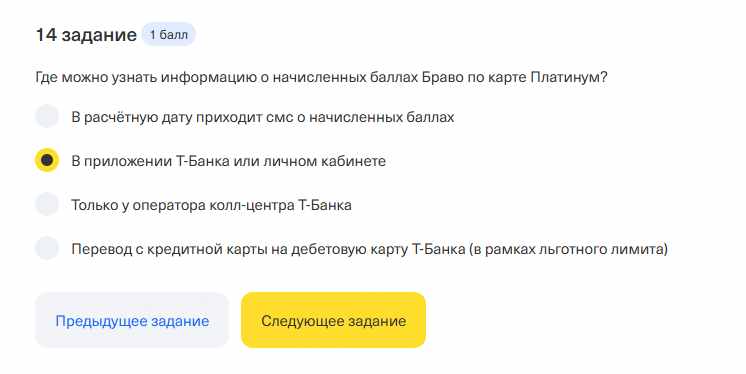 14 задание 1 балл
Где можно узнать информацию о начисленных баллах Браво по карте Платинум?
В расчётную дату приходит смс о начисленных баллах
В приложении Т-Банка или личном кабинете
Только у оператора колл-центра Т-Банка
Перевод с кредитной карты на дебетовую карту Т-Банка (в рамках льготного лимита)
Предыдущее задание Следующее задание